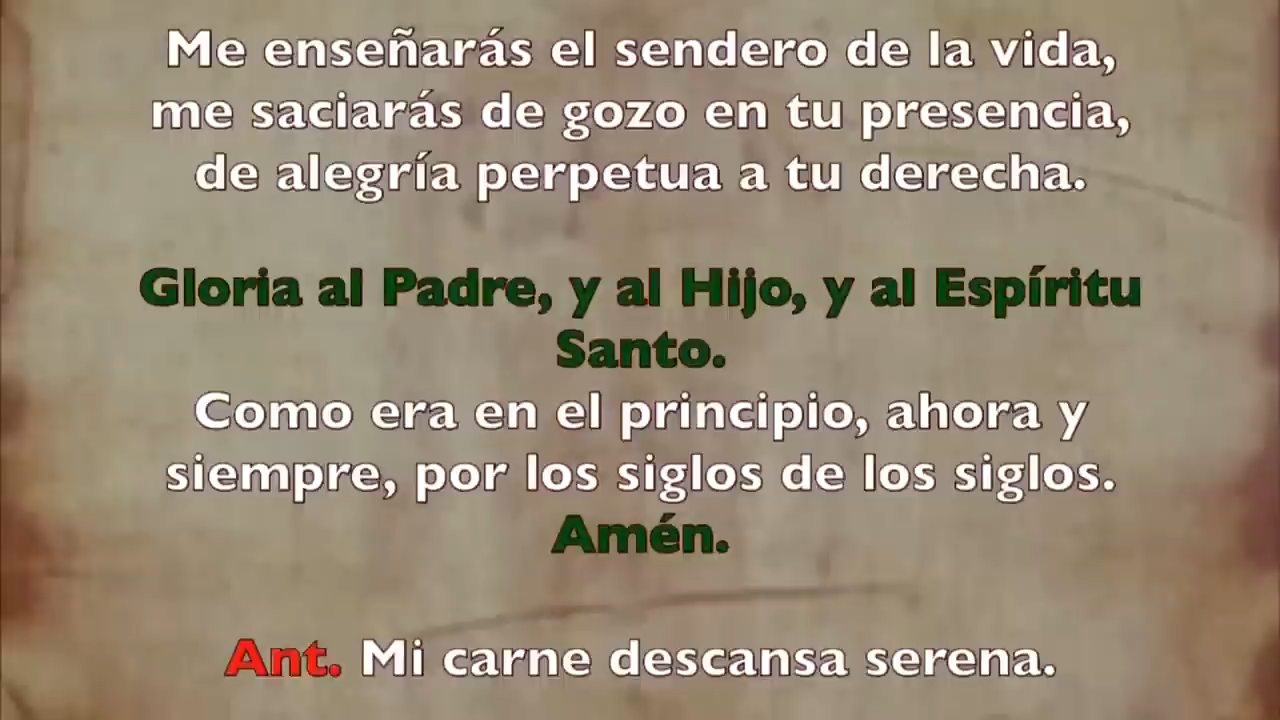 Me enseñarás el sendero de la vida,
me saciarás de gozo en tu presencia,
de alegría perpetua a tu derecha.
Gloria al Padre, y al Hijo, y al Espíritu
Santo.
Como era en el principio, ahora y
siempre, por los siglos de los siglos.
Amén.
Ant. Mi carne descansa serena.